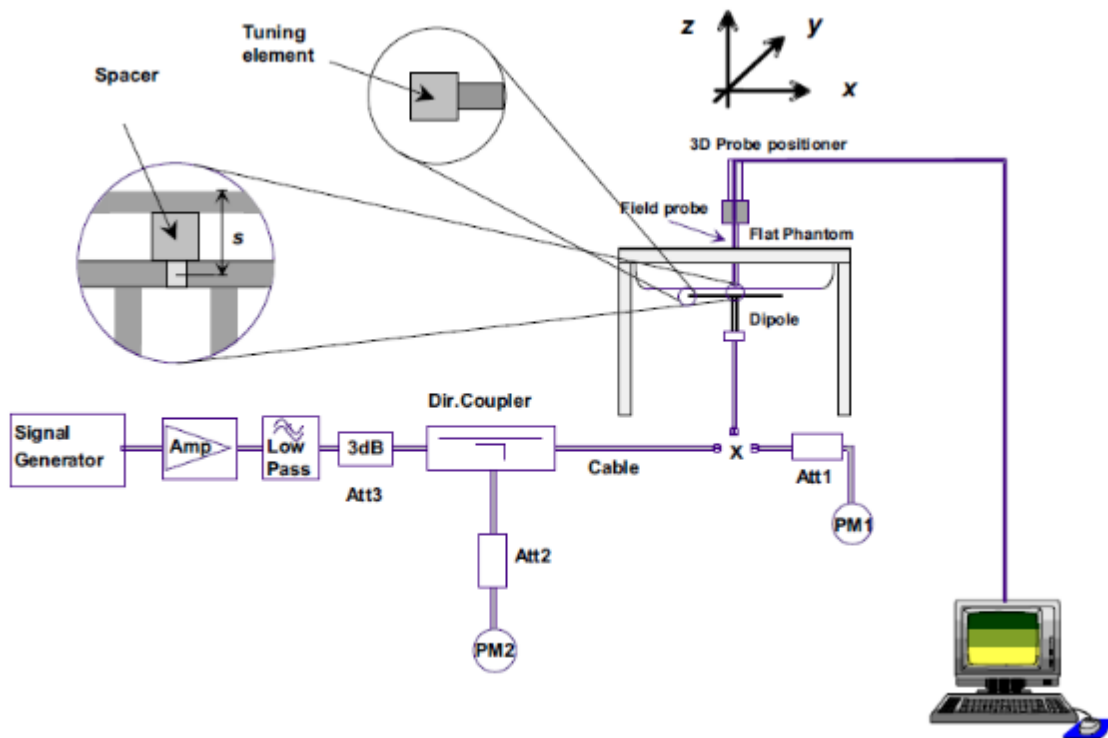 Tuning
element
Spacer
z
y
x
3D Probe positioner
Field probe
Flat Phantom
s
Dipole
Dir.Coupler
Signal
Generator
Amp
Low
Pass
3dB
Att3
Cable
X
Att1
PM1
Att2
PM2